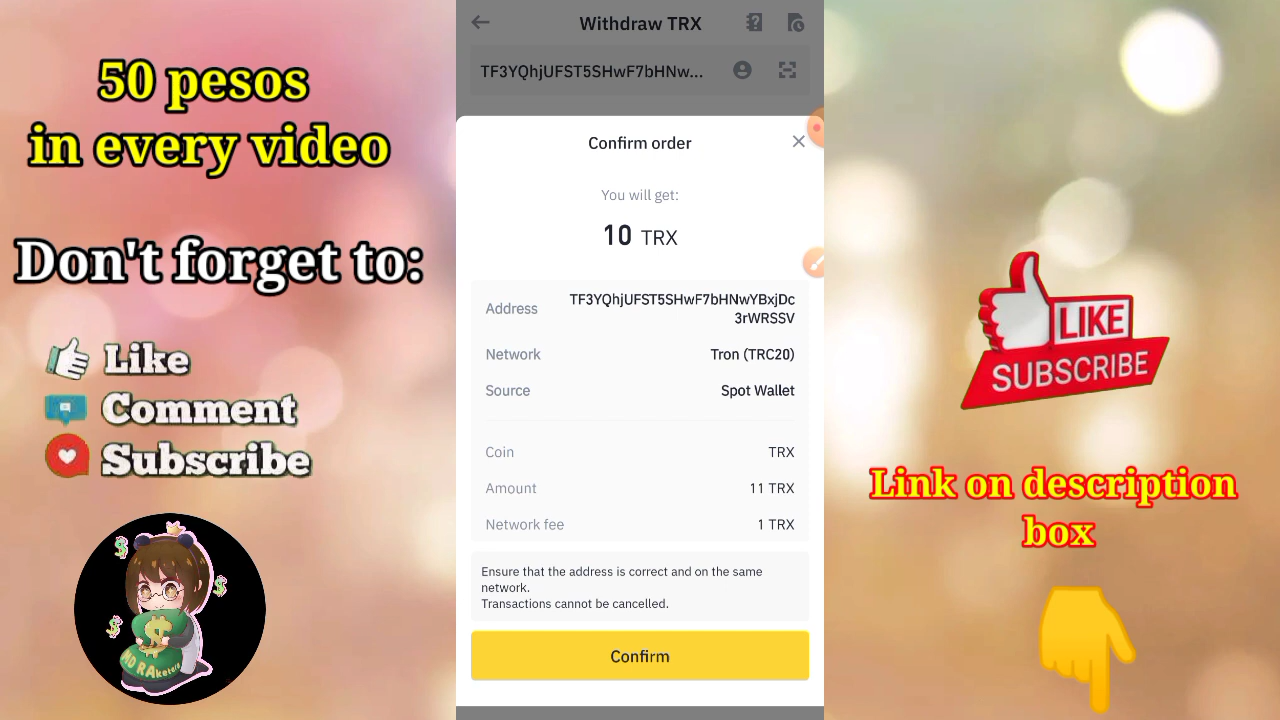 50 pesos
in every video
Don't forget to:
Like
Comment
Subscribe
Withdraw TRX
TF3YQhjUFST5SHwF7bHNw...
Confirm order
You will get:
10 TRX
Address TF3YQhjUFST5SHwF7bHNwYBxjDc
3rWRSSV
Network Tron (TRC20)
Source Spot Wallet
Coin TRX
Amount 11 TRX
Network fee 1 TRX
Ensure that the address is correct and on the same
network.
Transactions cannot be cancelled.
Confirm
LIKE
SUBSCRIBE
Link on description
box